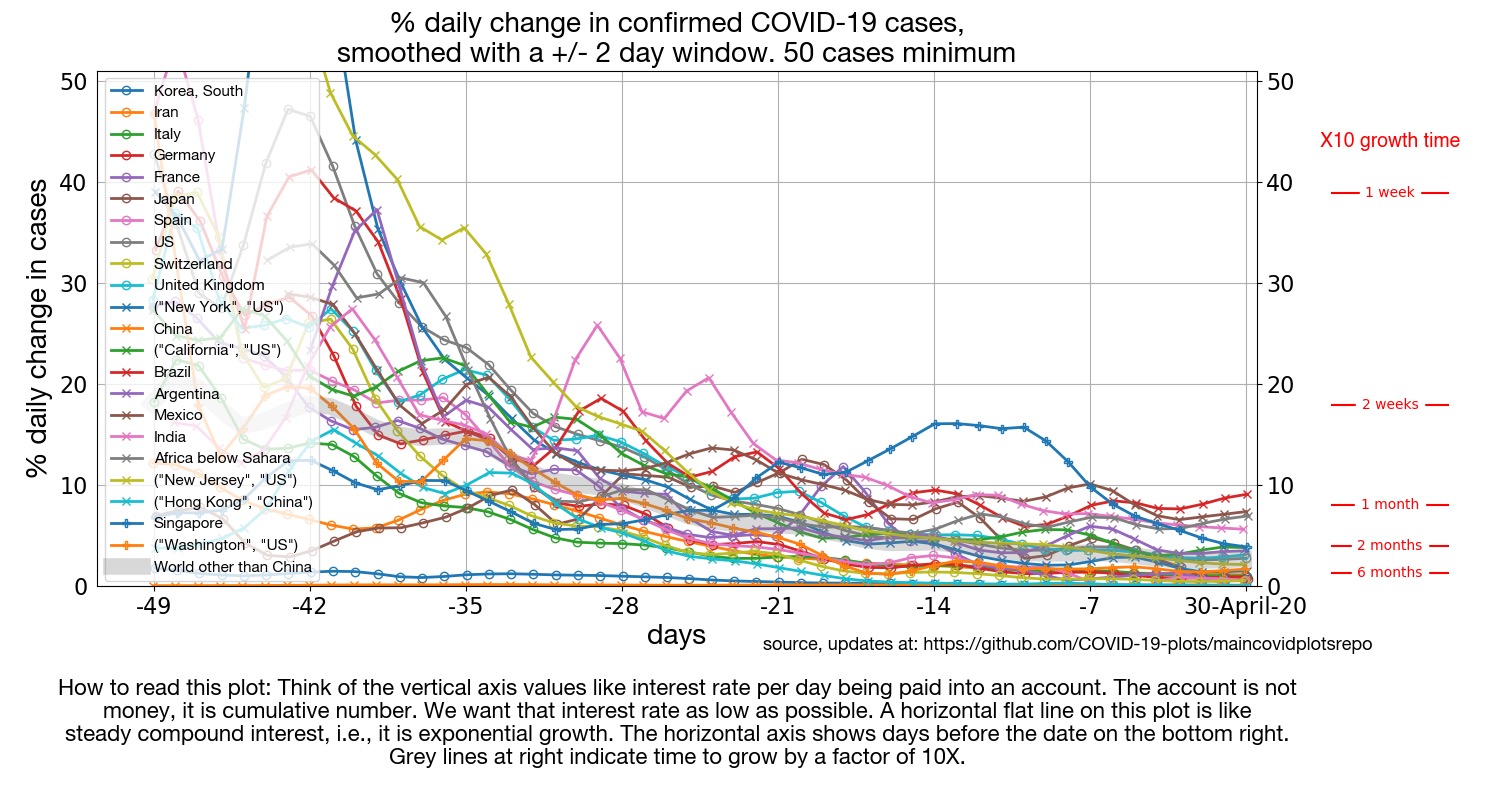 % daily change in confirmed COVID-19 cases,
smoothed with a +/- 2 day window. 50 cases minimum
% daily change in cases
50
40
30
20
10
0
Korea, South
Iran
Italy
Germany
France
Japan
Spain
US
Switzerland
United Kingdom
("New York", "US")
China
("California", "US")
Brazil
Argentina
Mexico
India
Africa below Sahara
("New Jersey", "US")
("Hong Kong", "China")
Singapore
("Washington", "US")
World other than China
50
40
30
20
10
0
X10 growth time
1 week
2 weeks
1 month
2 months
6 months
-49 -42 -35 -28 -21 -14 -7 30-April-20
days
source, updates at: https://github.com/COVID-19-plots/maincovidplotsrepo
How to read this plot: Think of the vertical axis values like interest rate per day being paid into an account. The account is not
money, it is cumulative number. We want that interest rate as low as possible. A horizontal flat line on this plot is like
steady compound interest, i.e., it is exponential growth. The horizontal axis shows days before the date on the bottom right.
Grey lines at right indicate time to grow by a factor of 10X.